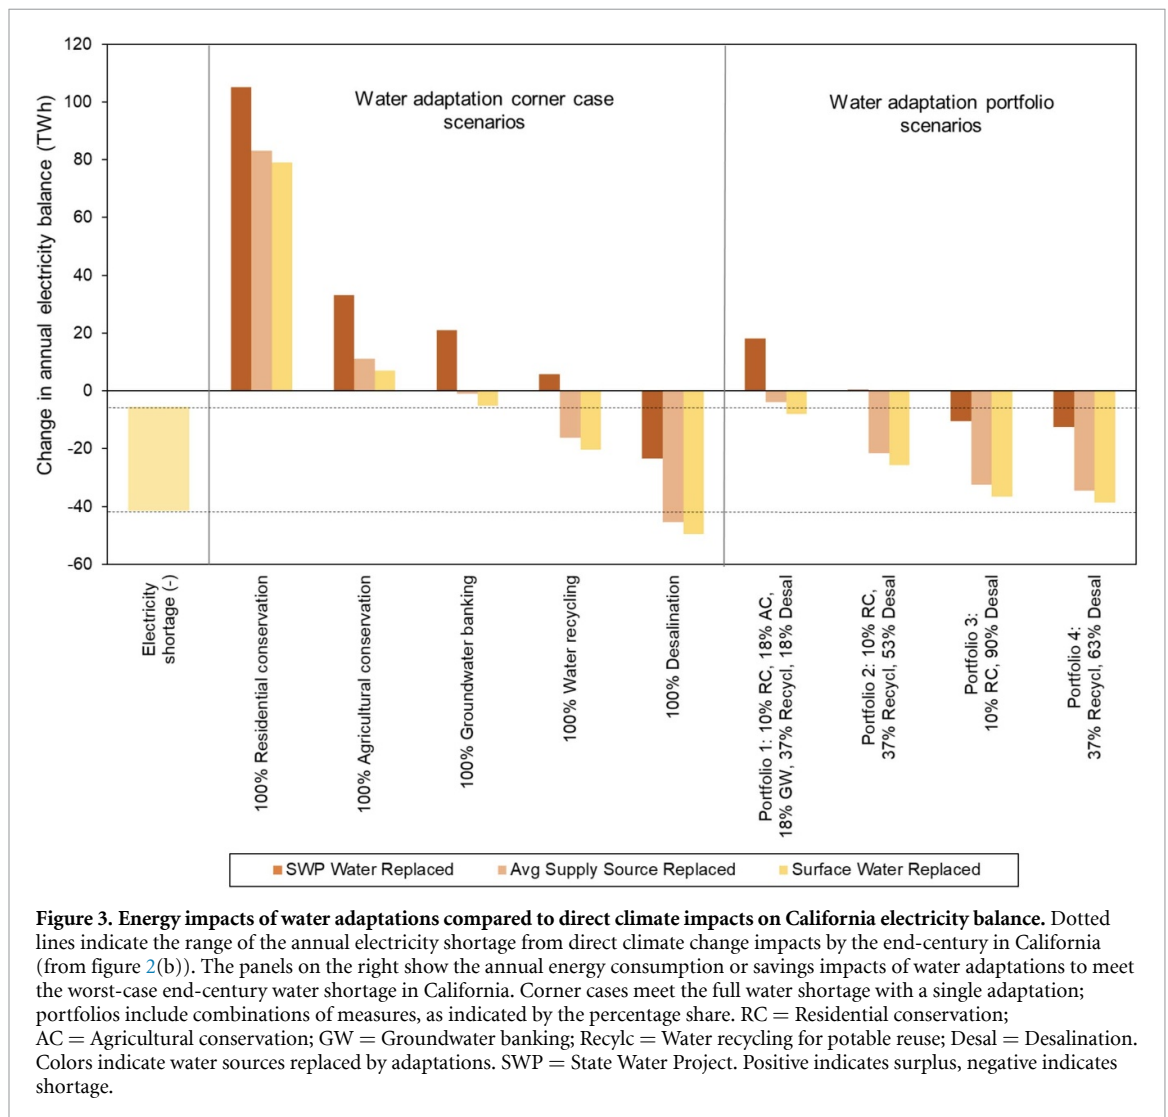 120
100
80
60
40
20
0
-20
-40
-60
Change in annual electricity balance (TWh)
Water adaptation corner case
scenarios
Water adaptation portfolio
scenarios
Electricity
shortage (-)
100% Residential conservation
100% Agricultural conservation
100% Groundwater banking
100% Water recycling
100% Desalination
Portfolio 1: 10% RC, 18% AC,
18% GW, 37% Recycl, 18% Desal
Portfolio 2: 10% RC,
37% Recycl, 53% Desal
Portfolio 3:
10% RC, 90% Desal
Portfolio 4:
37% Recycl, 63% Desal
SWP Water Replaced
Avg Supply Source Replaced
Surface Water Replaced
Figure 3. Energy impacts of water adaptations compared to direct climate impacts on California electricity balance. Dotted
lines indicate the range of the annual electricity shortage from direct climate change impacts by the end-century in California
(from figure 2(b)). The panels on the right show the annual energy consumption or savings impacts of water adaptations to meet
the worst-case end-century water shortage in California. Corner cases meet the full water shortage with a single adaptation;
portfolios include combinations of measures, as indicated by the percentage share. RC = Residential conservation;
AC = Agricultural conservation; GW = Groundwater banking; Recylc = Water recycling for potable reuse; Desal = Desalination.
Colors indicate water sources replaced by adaptations. SWP = State Water Project. Positive indicates surplus, negative indicates
shortage.